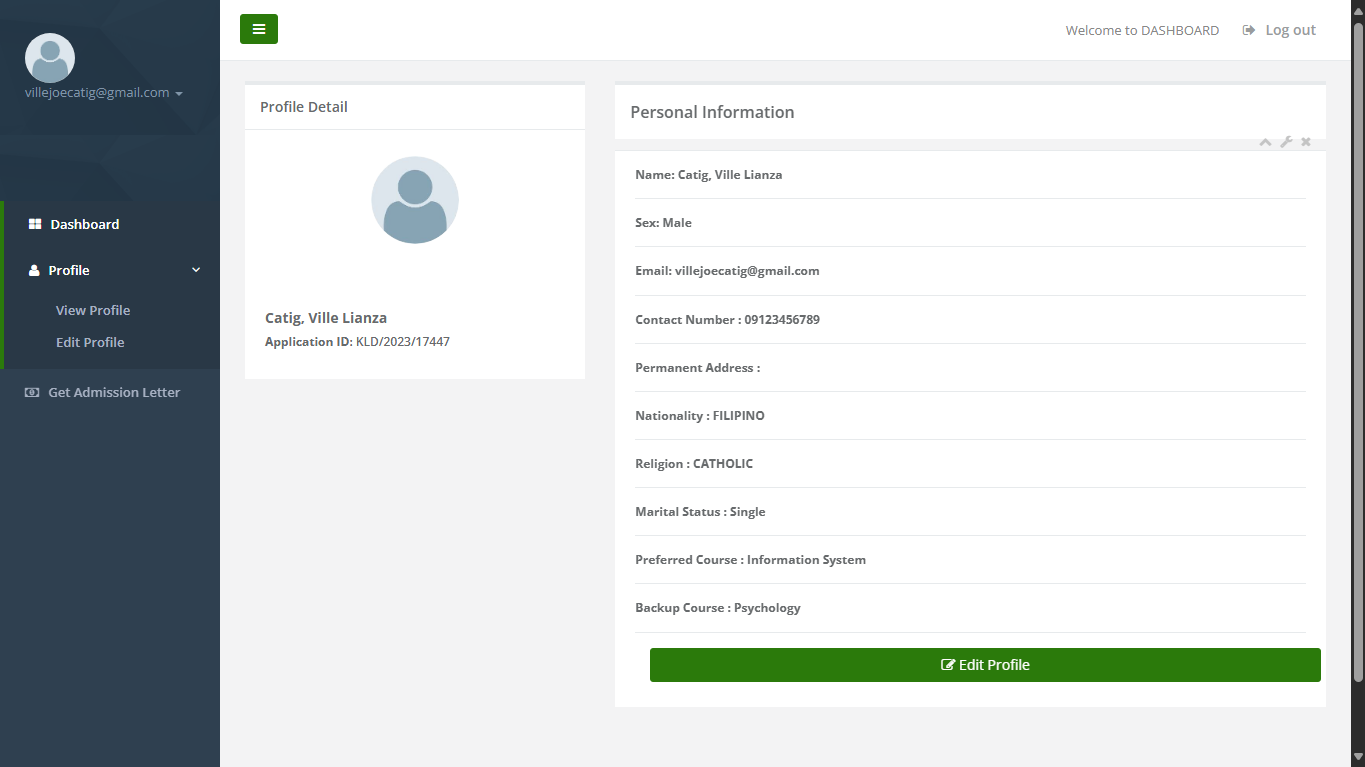 villejoecatig@gmail.com
Dashboard
Profile
View Profile
Edit Profile
Get Admission Letter
Welcome to DASHBOARD
Log out
Profile Detail
Catig, Ville Lianza
Application ID: KLD/2023/17447
Personal Information
Name: Catig, Ville Lianza
Sex: Male
Email: villejoecatig@gmail.com
Contact Number : 09123456789
Permanent Address :
Nationality : FILIPINO
Religion : CATHOLIC
Marital Status : Single
Preferred Course : Information System
Backup Course : Psychology
Edit Profile